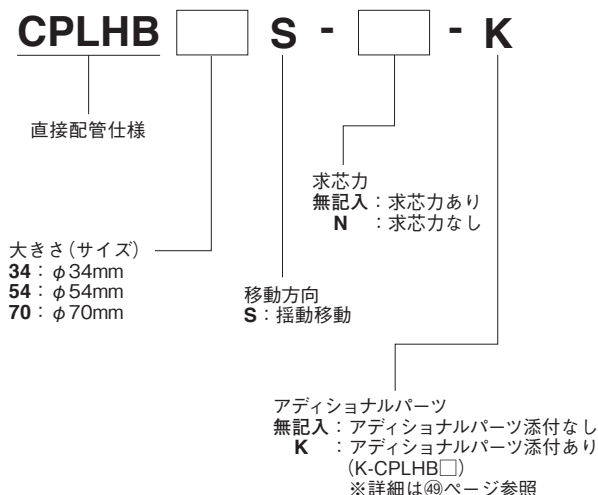 CPLHB□S - □ - K
直接配管仕様
求芯力
無記入：求芯力あり
N ：求芯力なし
大きさ（サイズ）
34：φ34mm
54：φ54mm
70：φ70mm
移動方向
S：揺動移動
アディショナルパーツ
無記入：アディショナルパーツ添付なし
K ：アディショナルパーツ添付あり
(K-CPLHB□)
※詳細は㊾ページ参照